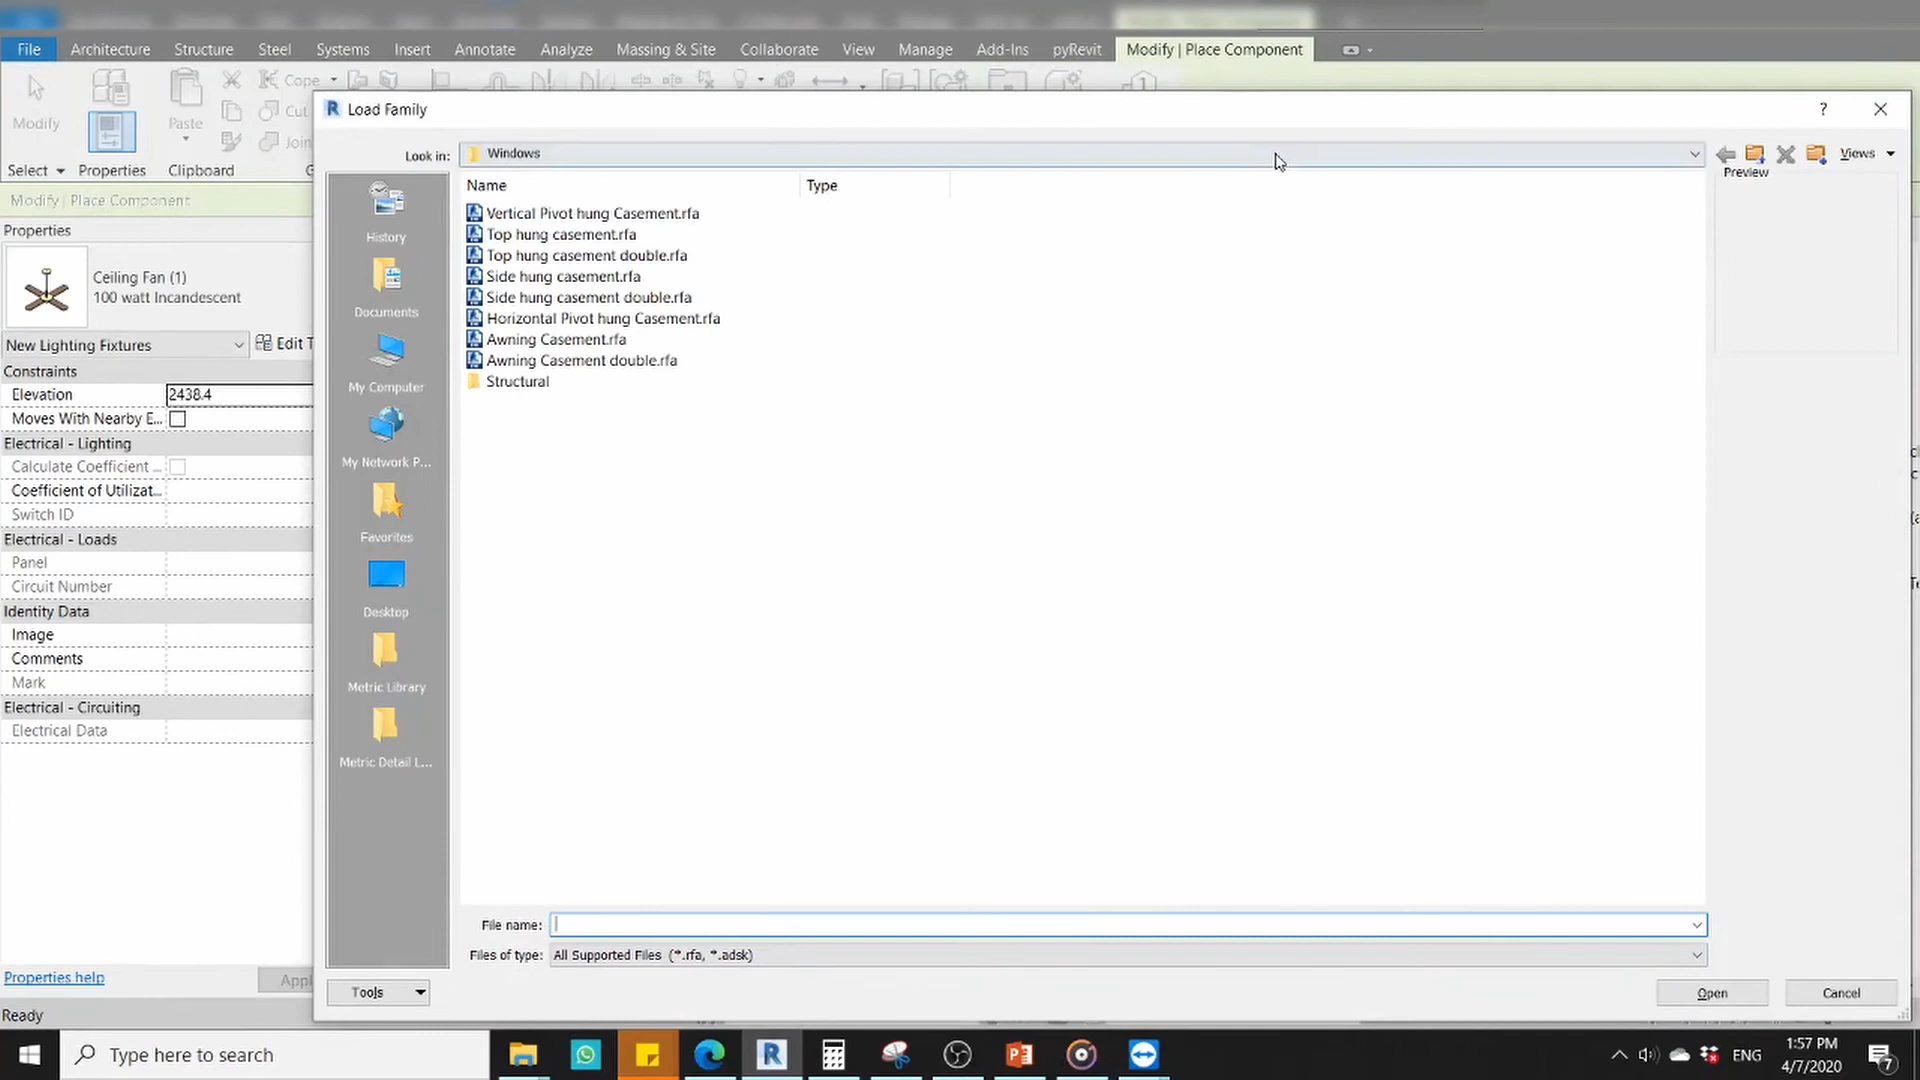 File Architecture Structure Steel Systems Insert Annotate Analyze Massing & Site Collaborate View Manage Add-Ins pyRevit Modify | Place Component
Modify
Paste
Cope
Cut
Join
Select Properties Clipboard
Modify | Place Component
Properties
Ceiling Fan (1)
100 watt Incandescent
New Lighting Fixtures Edit T
Constraints
Elevation 2438.4
Moves With Nearby E...
Electrical - Lighting
Calculate Coefficient ...
Coefficient of Utilizat...
Switch ID
Electrical - Loads
Panel
Circuit Number
Identity Data
Image
Comments
Mark
Electrical - Circuiting
Electrical Data
Properties help Appl
Ready
Load Family
Look in: Windows Views
Preview
History
Documents
My Computer
My Network P...
Favorites
Desktop
Metric Library
Metric Detail L...
Name Type
Vertical Pivot hung Casement.rfa
Top hung casement.rfa
Top hung casement double.rfa
Side hung casement.rfa
Side hung casement double.rfa
Horizontal Pivot hung Casement.rfa
Awning Casement.rfa
Awning Casement double.rfa
Structural
File name:
Files of type: All Supported Files (*.rfa, *.adsk)
Tools Open Cancel
Type here to search
ENG
1:57 PM
4/7/2020
7